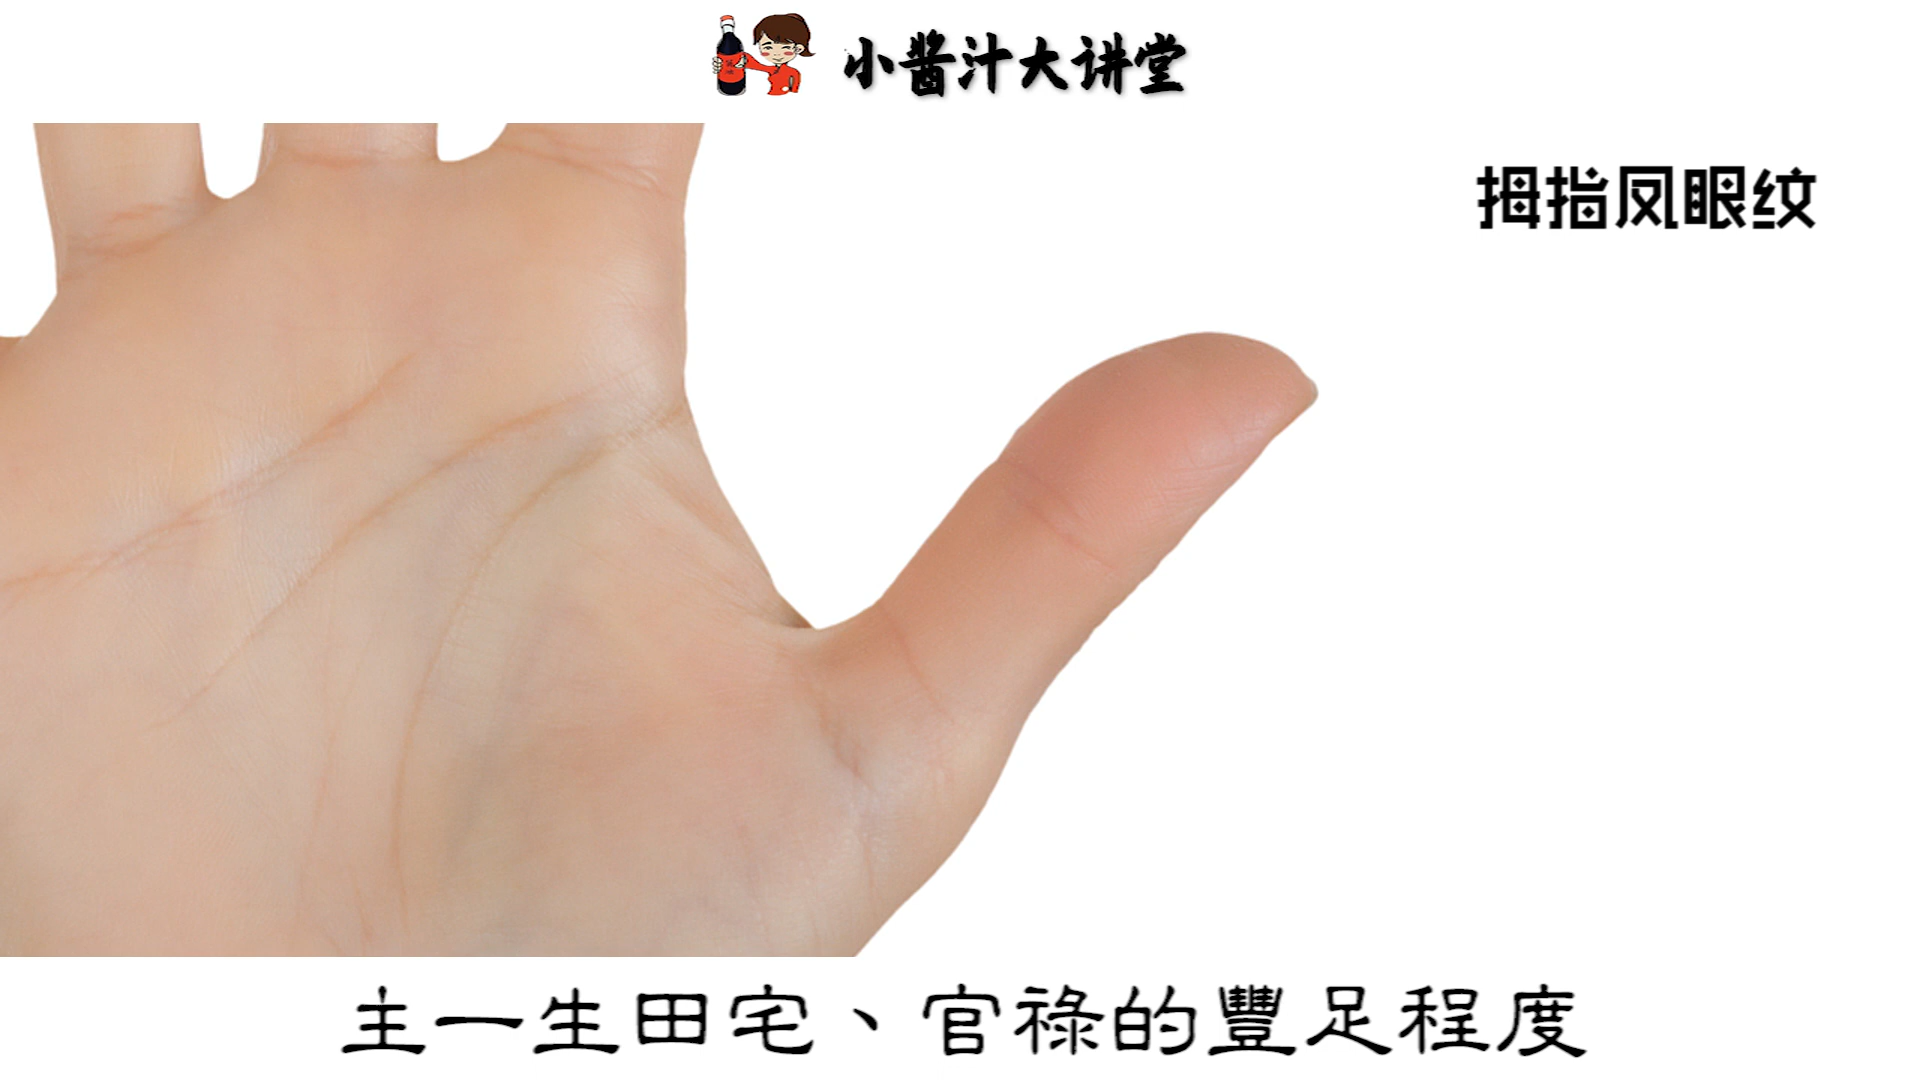 小酱汁大讲堂
拇指凤眼纹
主一生田宅、官祿的豐足程度